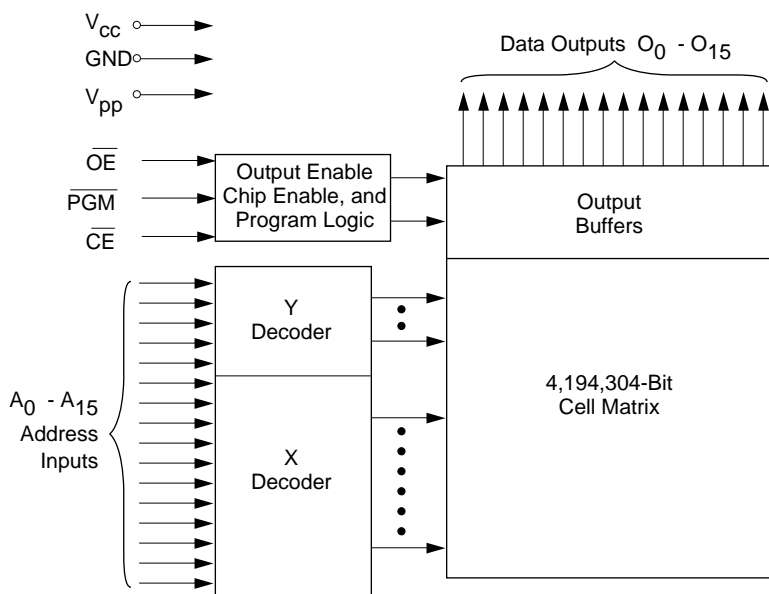 Vcc
GND
Vpp
OE
PGM
CE
Output Enable
Chip Enable, and
Program Logic
Data Outputs O0 - O15
Output
Buffers
Y
Decoder
X
Decoder
A0 - A15
Address
Inputs
4,194,304-Bit
Cell Matrix